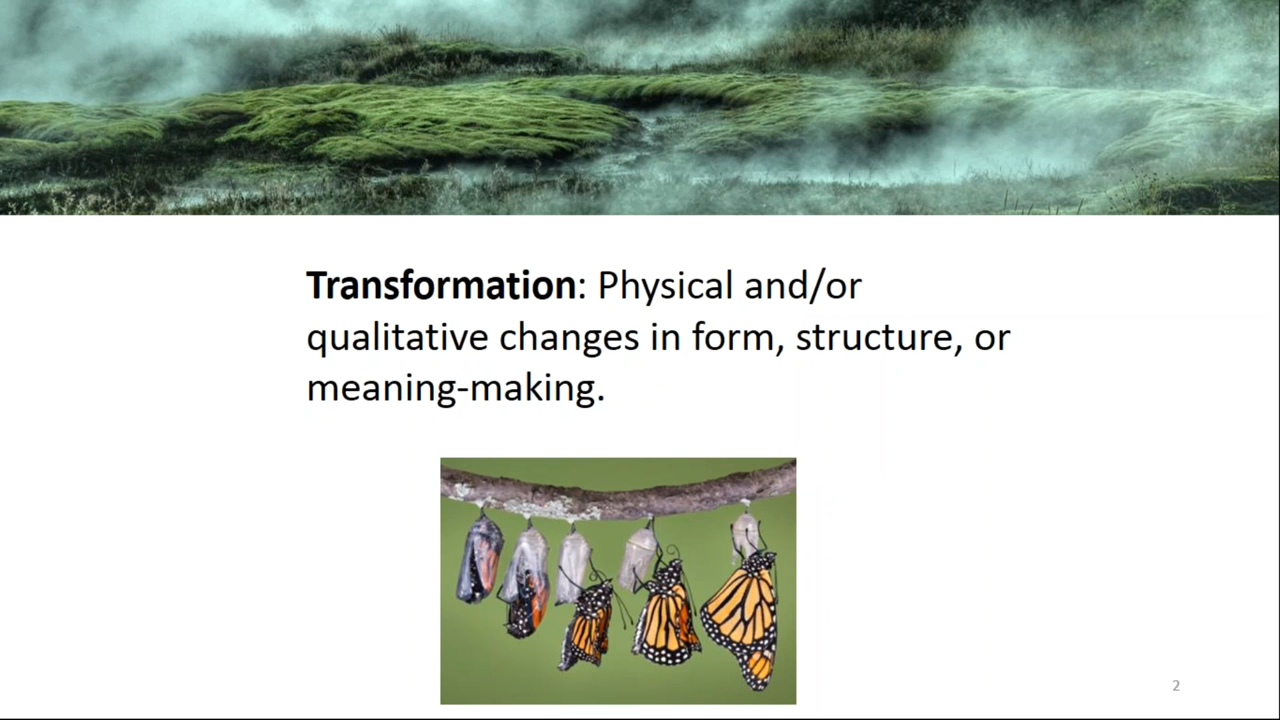 Transformation: Physical and/or
qualitative changes in form, structure, or
meaning-making.
2